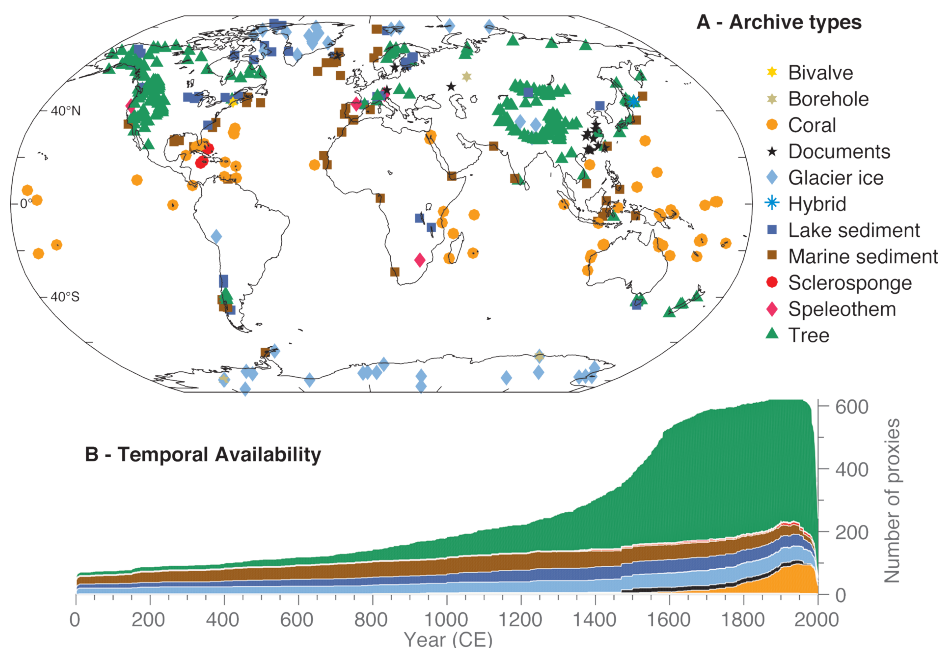 A - Archive types
Bivalve
Borehole
Coral
Documents
Glacier ice
Hybrid
Lake sediment
Marine sediment
Sclerosponge
Speleothem
Tree
40°N
0°
40°S
B - Temporal Availability
600
400
200
0
Number of proxies
0 200 400 600 800 1000 1200 1400 1600 1800 2000
Year (CE)